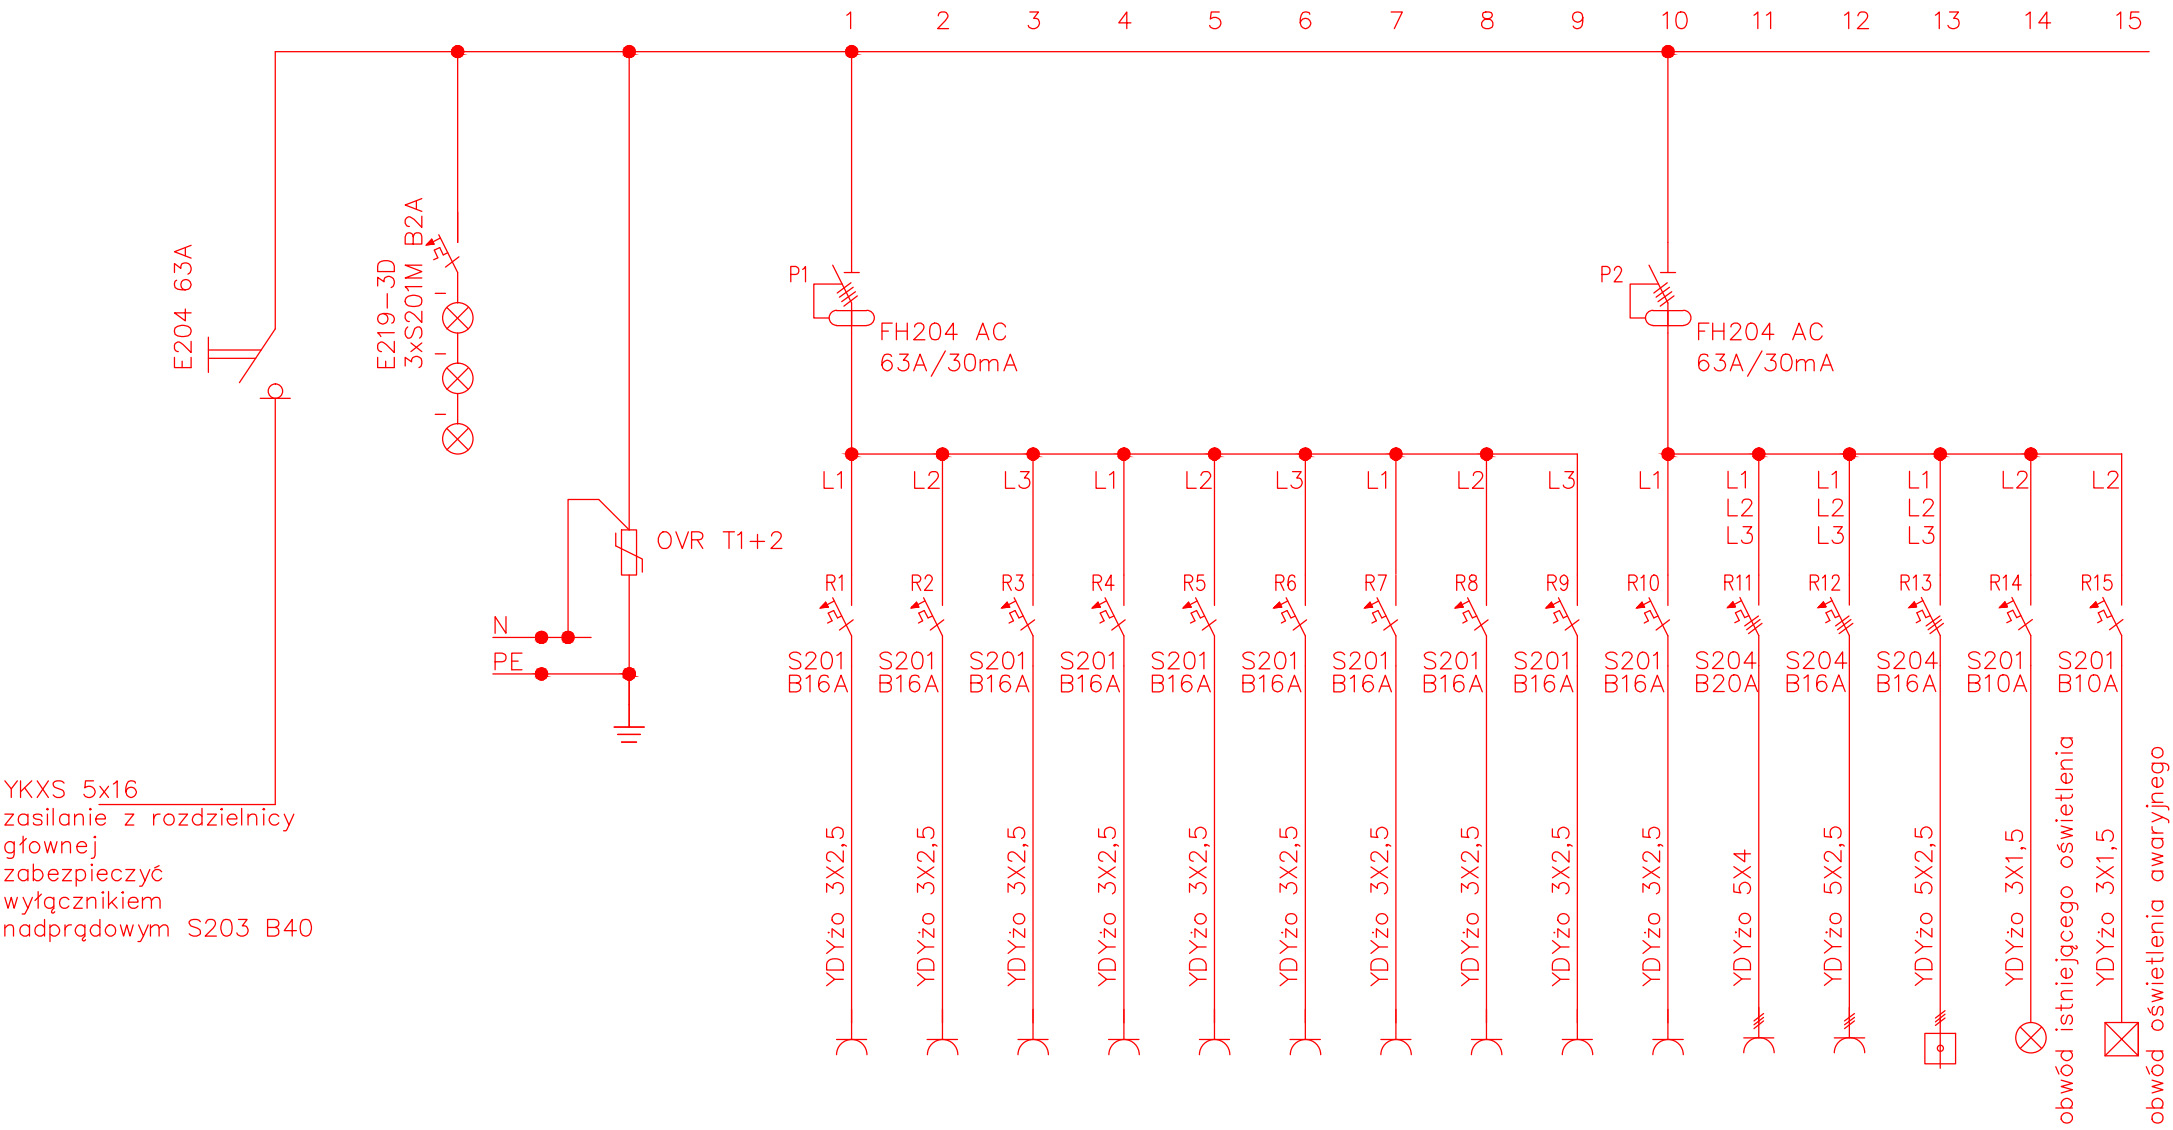 1 2 3 4 5 6 7 8 9 10 11 12 13 14 15
E204 63A
E219-3D
3xS201M B2A
P1
FH204 AC
63A/30mA
P2
FH204 AC
63A/30mA
L1 L2 L3 L1 L2 L3 L1 L2 L3 L1 L1 L1 L1 L2 L2
L2 L2 L2
L3 L3 L3
OVR T1+2
N
PE
R1 R2 R3 R4 R5 R6 R7 R8 R9 R10 R11 R12 R13 R14 R15
S201 S201 S201 S201 S201 S201 S201 S201 S201 S201 S204 S204 S204 S201 S201
B16A B16A B16A B16A B16A B16A B16A B16A B16A B16A B20A B16A B16A B10A B10A
YKXS 5x16
zasilanie z rozdzielnicy
głownej
zabezpieczyć
wyłącznikiem
nadprądowym S203 B40
YDYżo 3X2,5
YDYżo 3X2,5
YDYżo 3X2,5
YDYżo 3X2,5
YDYżo 3X2,5
YDYżo 3X2,5
YDYżo 3X2,5
YDYżo 3X2,5
YDYżo 3X2,5
YDYżo 3X2,5
YDYżo 5X4
YDYżo 5X2,5
YDYżo 5X2,5
YDYżo 3X1,5
obwód istniejącego oświetlenia
YDYżo 3X1,5
obwód oświetlenia awaryjnego